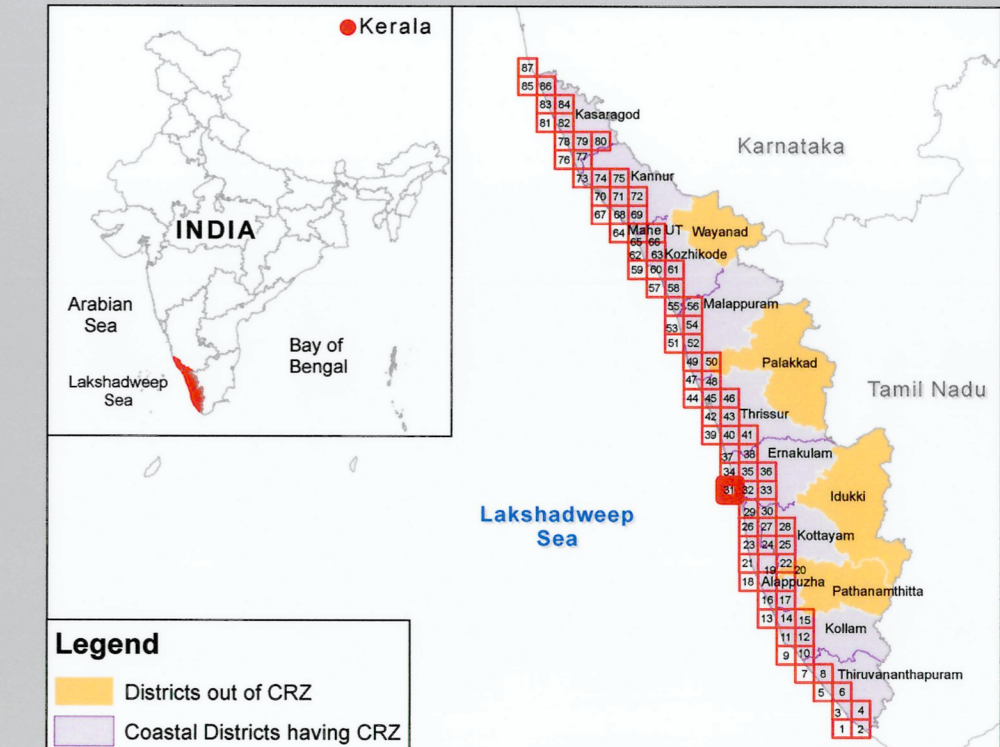 Kerala
INDIA
Arabian
Sea
Bay of
Bengal
Lakshadweep
Sea
87
85 86
83 84
Kasaragod
81 82
78 79 80
76 77
Karnataka
73 74 75
Kannur
70 71 72
67 68 69
64
Mahe UT
Wayanad
65 66
62 63
Kozhikode
59 60 61
57 58
55 56
Malappuram
53 54
51 52
49 50
Palakkad
47 48
Tamil Nadu
44 45 46
42 43
Thrissur
39 40 41
37 38
Ernakulam
34 35 36
31 32 33
Idukki
29 30
Lakshadweep
Sea
26 27 28
Kottayam
23 24 25
21 22
19 20
18
Alappuzha
Pathanamthitta
16 17
13 14 15
Kollam
11 12
9 10
7 8
Thiruvananthapuram
5 6
3 4
1 2
Legend
Districts out of CRZ
Coastal Districts having CRZ